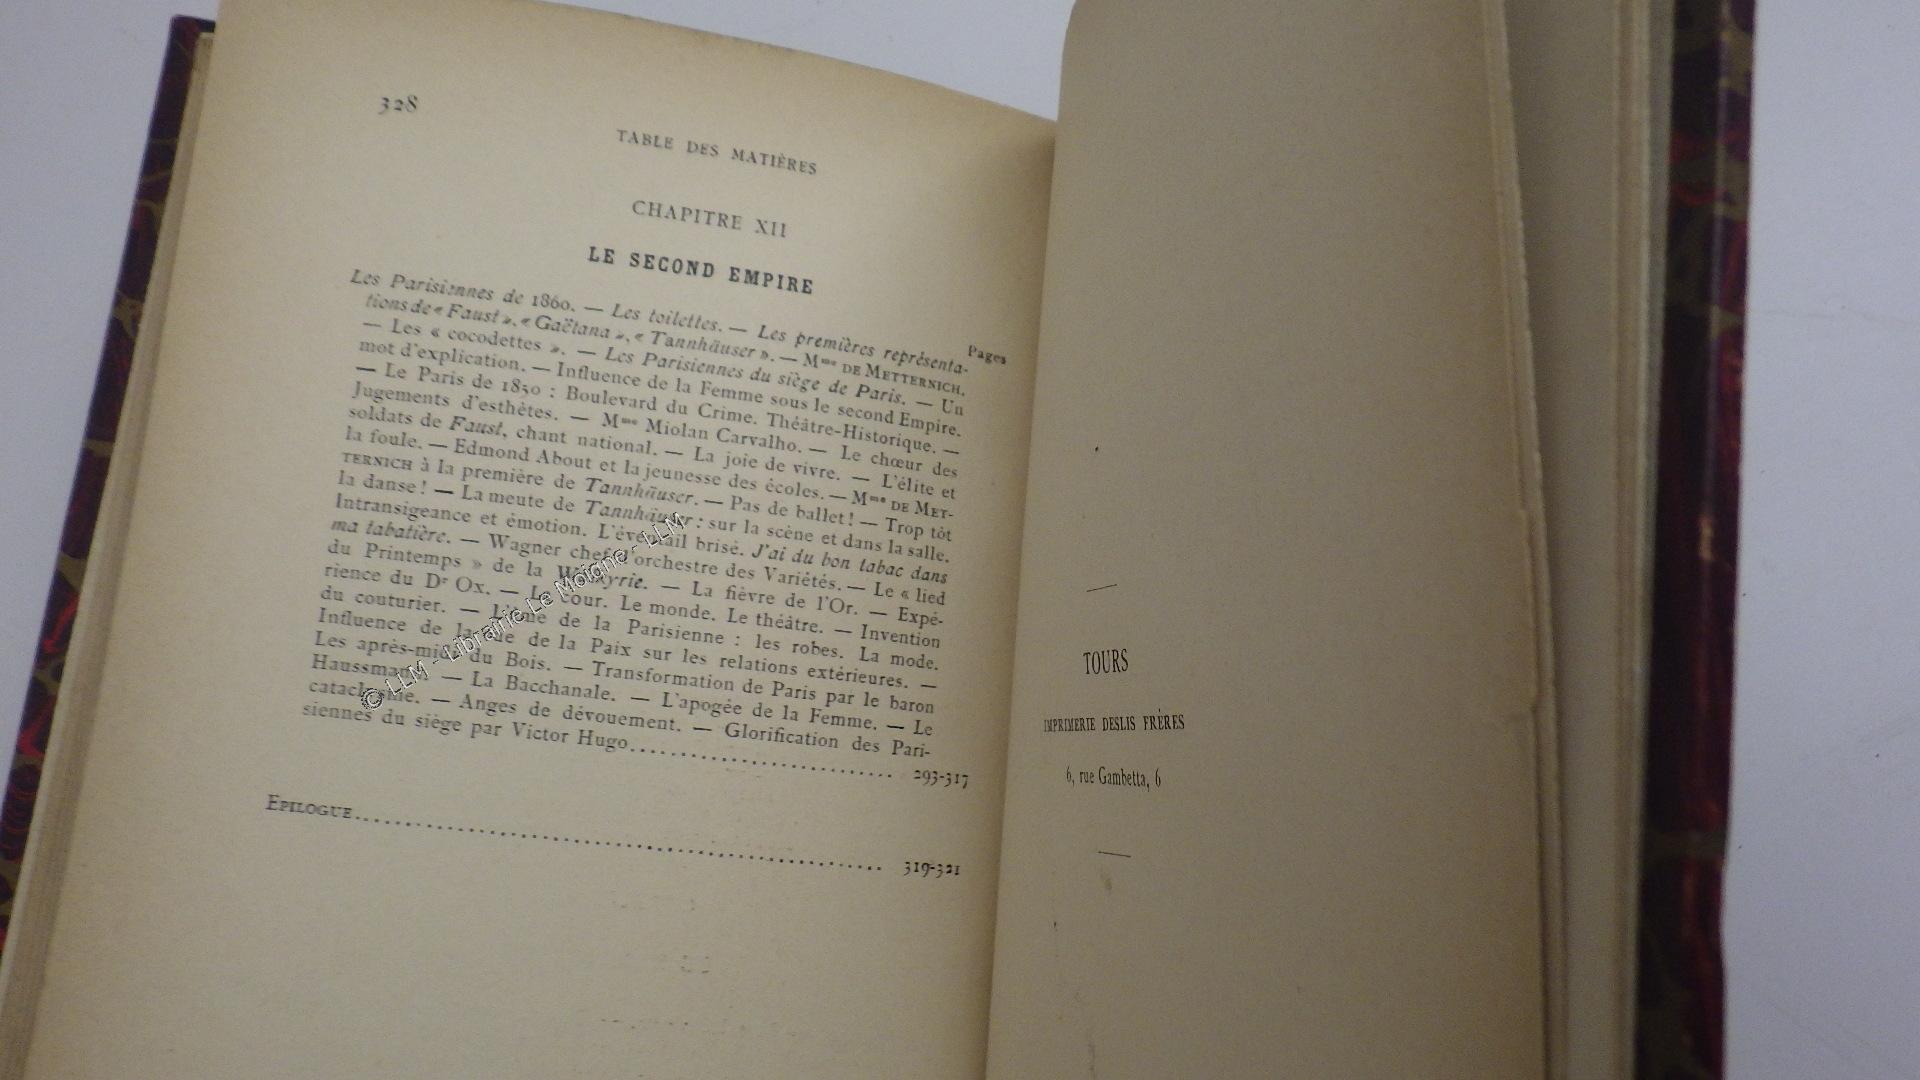 328
TABLE DES MATIÈRES
CHAPITRE XII
LE SECOND EMPIRE
Pages
Les Parisiennes de 1860. — Les toilettes. — Les premières représenta-
tions de « Faust », « Gaëtana », « Tannhäuser ». — Mme DE METTERNICH.
— Les « cocodettes ». — Les Parisiennes du siège de Paris. — Un
mot d'explication. — Influence de la Femme sous le second Empire.
— Le Paris de 1850 : Boulevard du Crime. Théâtre-Historique. —
Jugements d'esthètes. — Mme Miolan Carvalho. — Le chœur des
soldats de Faust, chant national. — La joie de vivre. — L'élite et
la foule. — Edmond About et la jeunesse des écoles. — Mme DE MET-
TERNICH à la première de Tannhäuser. — Pas de ballet ! — Trop tôt
la danse ! — La meute de Tannhäuser : sur la scène et dans la salle.
Intransigeance et émotion. L'éventail brisé. J'ai du bon tabac dans
ma tabatière. — Wagner chef d'orchestre des Variétés. — Le « lied
du Printemps » de la Walkyrie. — La fièvre de l'Or. — Expé-
rience du Dr Ox. — Le cour. Le monde. Le théâtre. — Invention
du couturier. — L'âme de la Parisienne : les robes. La mode.
Influence de la rue de la Paix sur les relations extérieures. —
Les après-midi du Bois. — Transformation de Paris par le baron
Haussmann. — La Bacchanale. — L'apogée de la Femme. — Le
cataclysme. — Anges de dévouement. — Glorification des Pari-
siennes du siège par Victor Hugo.......................... 293-317
EPILOGUE.................................................. 319-321
© LLM - Librairie Le Moigne - LLM
TOURS
IMPRIMERIE DESLIS FRÈRES
6, rue Gambetta, 6